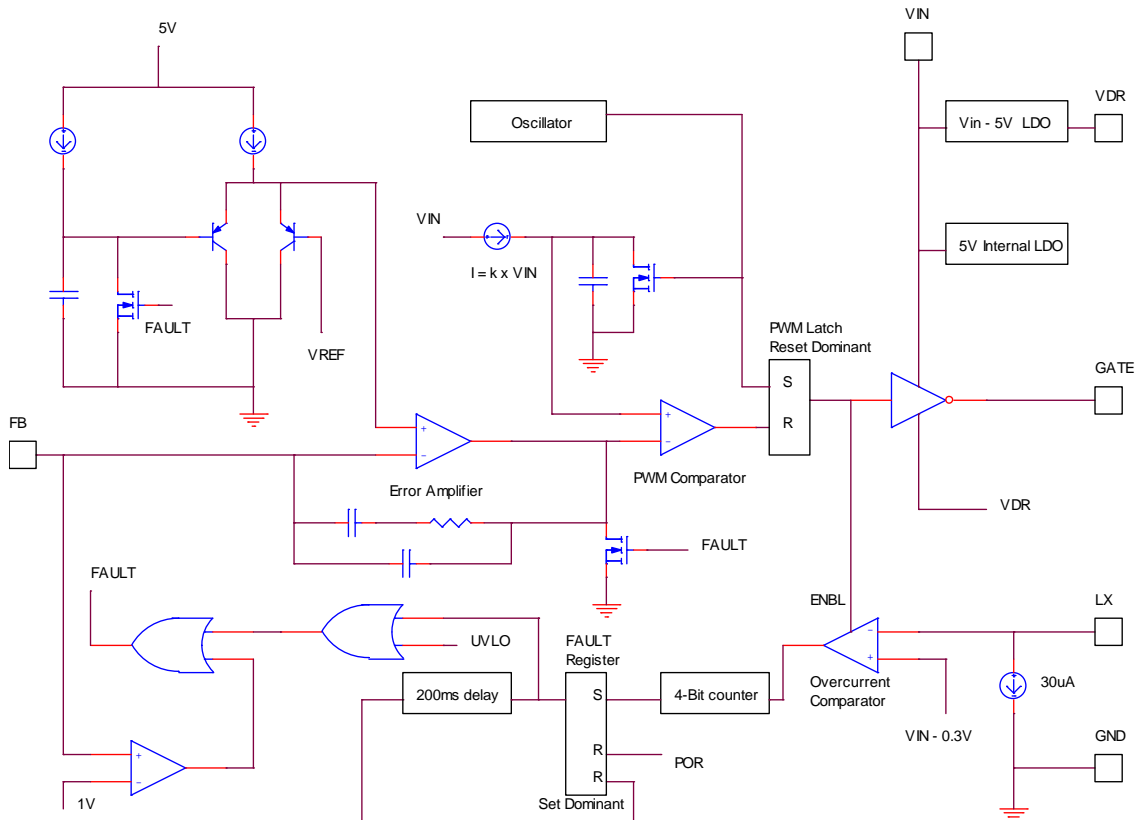 VIN
5V
VDR
Oscillator
Vin - 5V LDO
VIN
5V Internal LDO
I = k x VIN
FAULT
VREF
PWM Latch
Reset Dominant
GATE
S
R
FB
+
-
+
-
PWM Comparator
Error Amplifier
VDR
FAULT
FAULT
ENBL
LX
UVLO
FAULT
Register
-
+
200ms delay
S
4-Bit counter
Overcurrent
Comparator
30uA
VIN - 0.3V
GND
+
-
R
POR
R
1V
Set Dominant